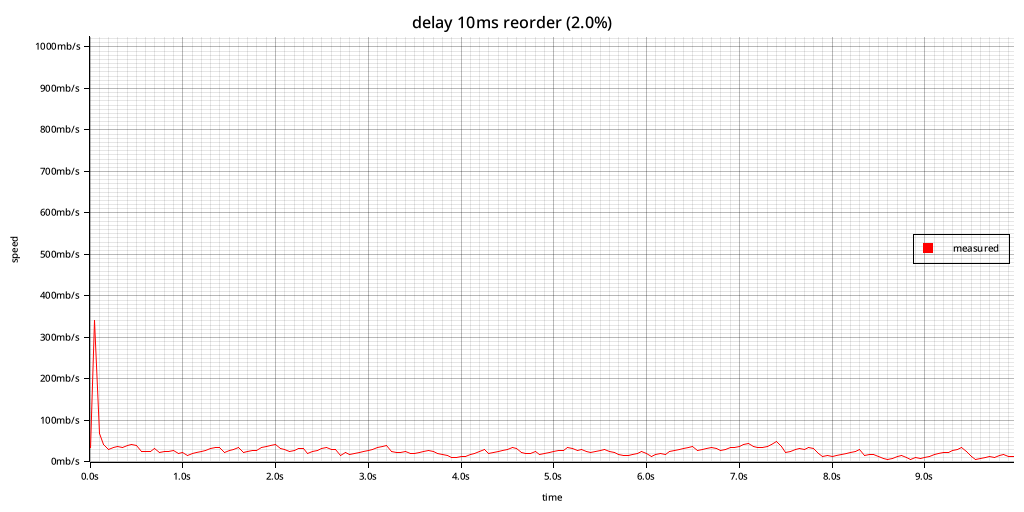 delay 10ms reorder (2.0%)
1000mb/s
900mb/s
800mb/s
700mb/s
600mb/s
500mb/s
400mb/s
300mb/s
200mb/s
100mb/s
0mb/s
speed
measured
0.0s 1.0s 2.0s 3.0s 4.0s 5.0s 6.0s 7.0s 8.0s 9.0s
time